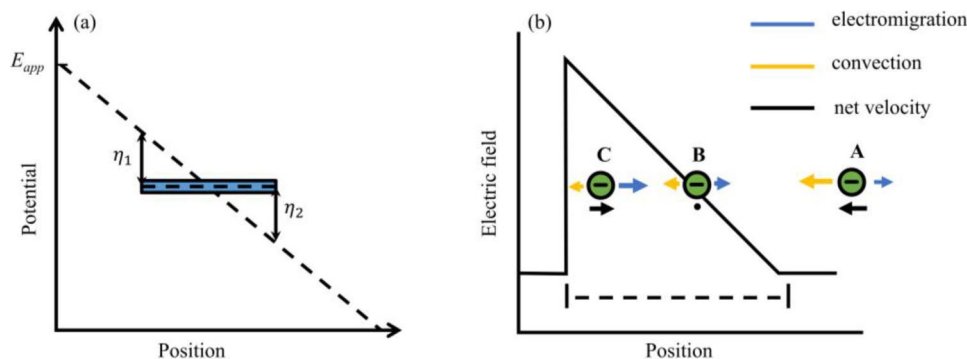 (a)
E_app
η1
η2
Potential
Position
(b)
electromigration
convection
net velocity
C
B
A
Electric field
Position